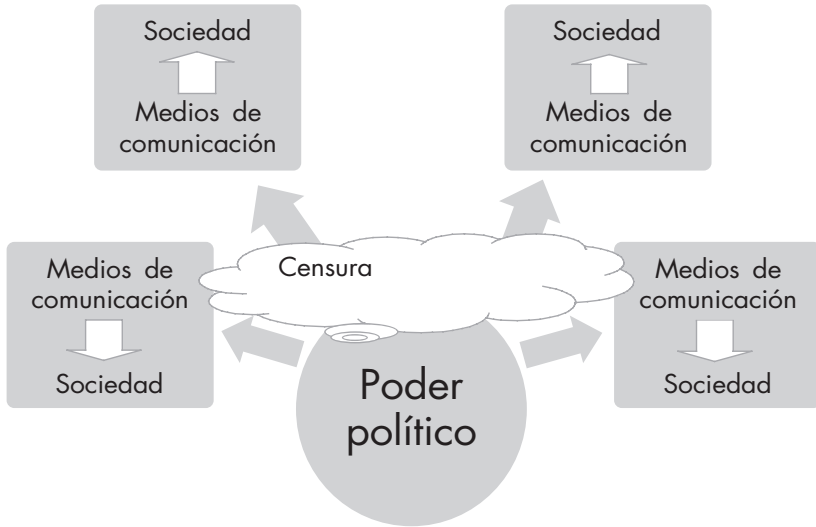 Sociedad
Medios de
comunicación
Sociedad
Medios de
comunicación
Censura
Medios de
comunicación
Sociedad
Medios de
comunicación
Sociedad
Poder
político